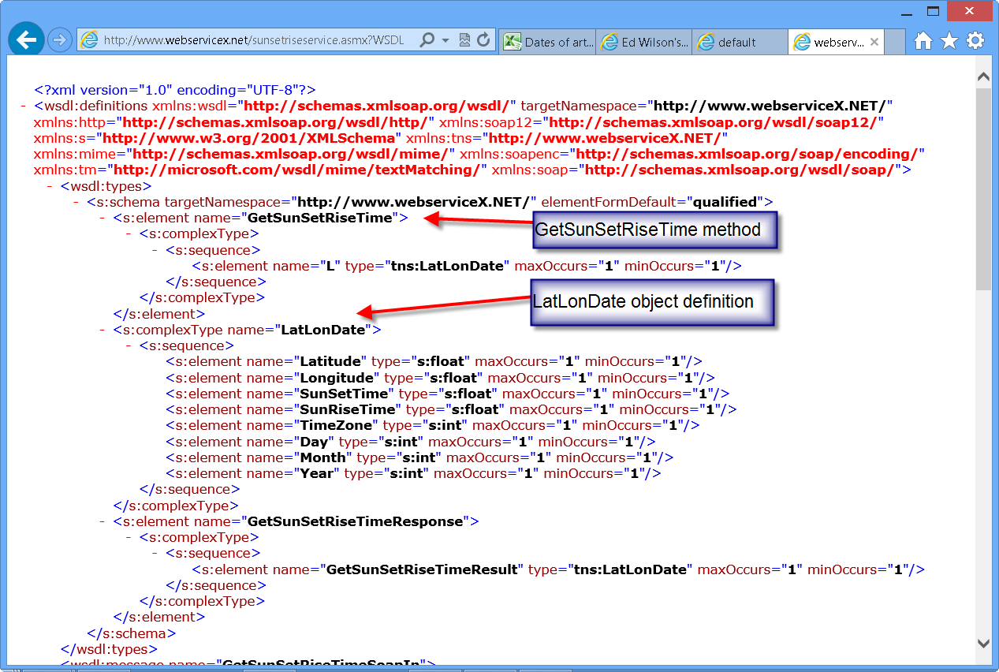 http://www.webservicex.net/sunsetriseservice.asmx?WSDL
Dates of art...
Ed Wilson's...
default
webserv...
<?xml version="1.0" encoding="UTF-8"?>
- <wsdl:definitions xmlns:wsdl="http://schemas.xmlsoap.org/wsdl/" targetNamespace="http://www.webserviceX.NET/"
xmlns:http="http://schemas.xmlsoap.org/wsdl/http/" xmlns:soap12="http://schemas.xmlsoap.org/wsdl/soap12/"
xmlns:s="http://www.w3.org/2001/XMLSchema" xmlns:tns="http://www.webserviceX.NET/"
xmlns:mime="http://schemas.xmlsoap.org/wsdl/mime/" xmlns:soapenc="http://schemas.xmlsoap.org/soap/encoding/"
xmlns:tm="http://microsoft.com/wsdl/mime/textMatching/" xmlns:soap="http://schemas.xmlsoap.org/wsdl/soap/">
- <wsdl:types>
- <s:schema targetNamespace="http://www.webserviceX.NET/" elementFormDefault="qualified">
- <s:element name="GetSunSetRiseTime">
GetSunSetRiseTime method
- <s:complexType>
- <s:sequence>
<s:element name="L" type="tns:LatLonDate" maxOccurs="1" minOccurs="1"/>
</s:sequence>
</s:complexType>
LatLonDate object definition
</s:element>
- <s:complexType name="LatLonDate">
- <s:sequence>
<s:element name="Latitude" type="s:float" maxOccurs="1" minOccurs="1"/>
<s:element name="Longitude" type="s:float" maxOccurs="1" minOccurs="1"/>
<s:element name="SunSetTime" type="s:float" maxOccurs="1" minOccurs="1"/>
<s:element name="SunRiseTime" type="s:float" maxOccurs="1" minOccurs="1"/>
<s:element name="TimeZone" type="s:int" maxOccurs="1" minOccurs="1"/>
<s:element name="Day" type="s:int" maxOccurs="1" minOccurs="1"/>
<s:element name="Month" type="s:int" maxOccurs="1" minOccurs="1"/>
<s:element name="Year" type="s:int" maxOccurs="1" minOccurs="1"/>
</s:sequence>
</s:complexType>
- <s:element name="GetSunSetRiseTimeResponse">
- <s:complexType>
- <s:sequence>
<s:element name="GetSunSetRiseTimeResult" type="tns:LatLonDate" maxOccurs="1" minOccurs="1"/>
</s:sequence>
</s:complexType>
</s:element>
</s:schema>
</wsdl:types>
<wsdl:message name="GetSunSetRiseTimeSoapIn">